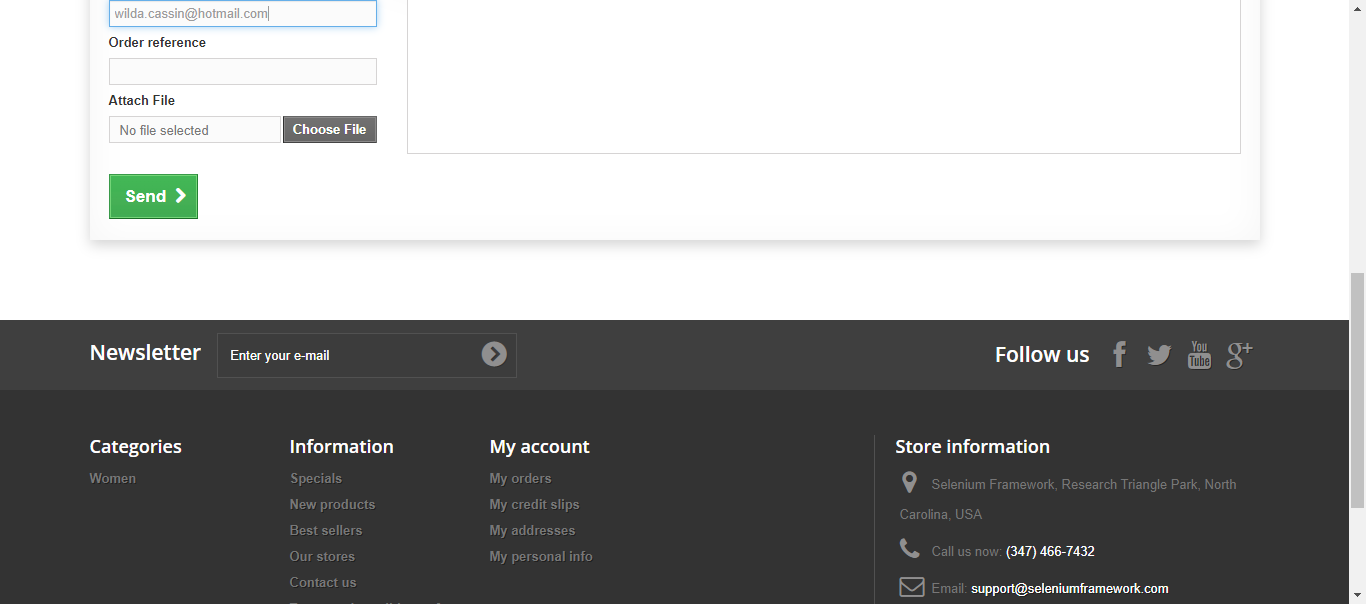 wilda.cassin@hotmail.com
Order reference
Attach File
No file selected
Choose File
Send
Newsletter
Enter your e-mail
Follow us
You
Tube
g+
Categories
Women
Information
Specials
New products
Best sellers
Our stores
Contact us
My account
My orders
My credit slips
My addresses
My personal info
Store information
Selenium Framework, Research Triangle Park, North
Carolina, USA
Call us now: (347) 466-7432
Email: support@seleniumframework.com